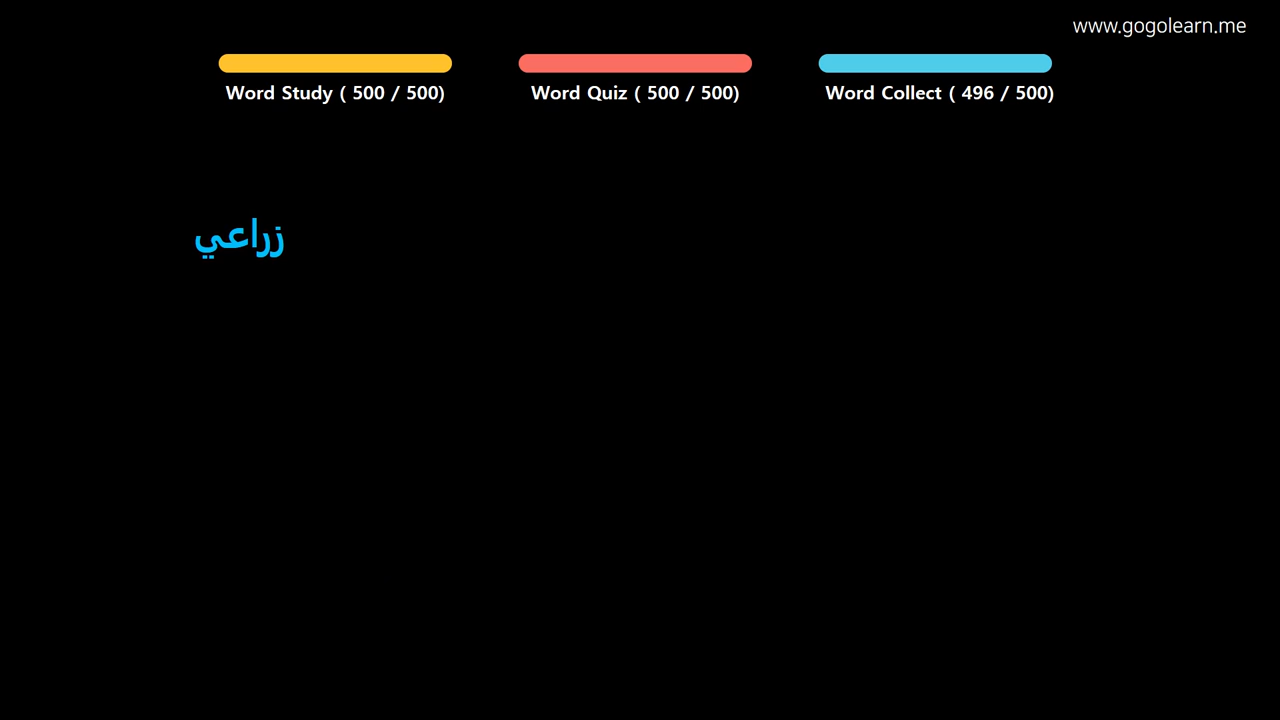 www.gogolearn.me
Word Study ( 500 / 500)
Word Quiz ( 500 / 500)
Word Collect ( 496 / 500)
زراعي